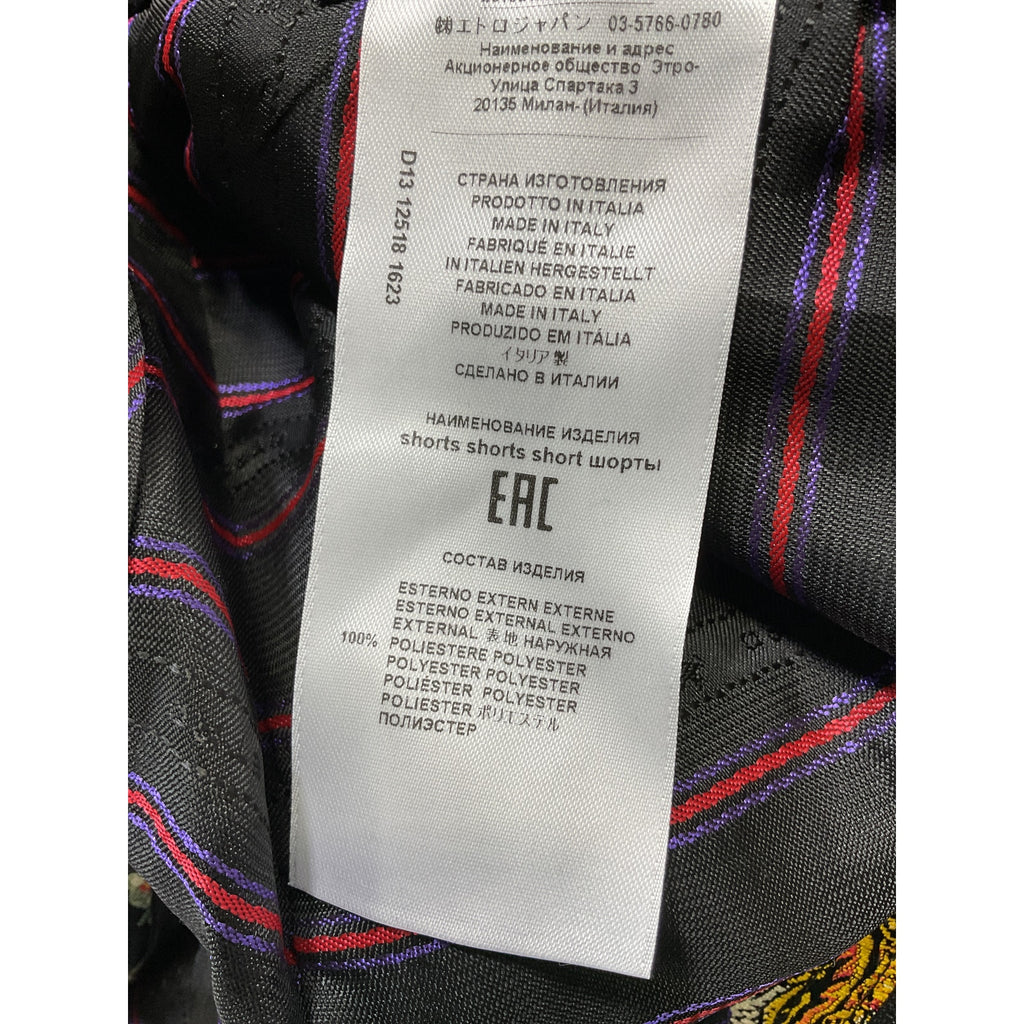 ㈱エトロジャパン 03-5766-0780
Наименование и адрес
Акционерное общество Этро-
Улица Спартака 3
20135 Милан- (Италия)
D13 12518 1623
СТРАНА ИЗГОТОВЛЕНИЯ
PRODOTTO IN ITALIA
MADE IN ITALY
FABRIQUÉ EN ITALIE
IN ITALIEN HERGESTELLT
FABRICADO EN ITALIA
MADE IN ITALY
PRODUZIDO EM ITÁLIA
イタリア製
СДЕЛАНО В ИТАЛИИ
НАИМЕНОВАНИЕ ИЗДЕЛИЯ
shorts shorts short шорты
EAC
СОСТАВ ИЗДЕЛИЯ
ESTERNO EXTERN EXTERNE
ESTERNO EXTERNAL EXTERNO
EXTERNAL 表地 НАРУЖНАЯ
100% POLIESTERE POLYESTER
POLYESTER POLYESTER
POLIÉSTER POLYESTER
POLIESTER ポリエステル
ПОЛИЭСТЕР